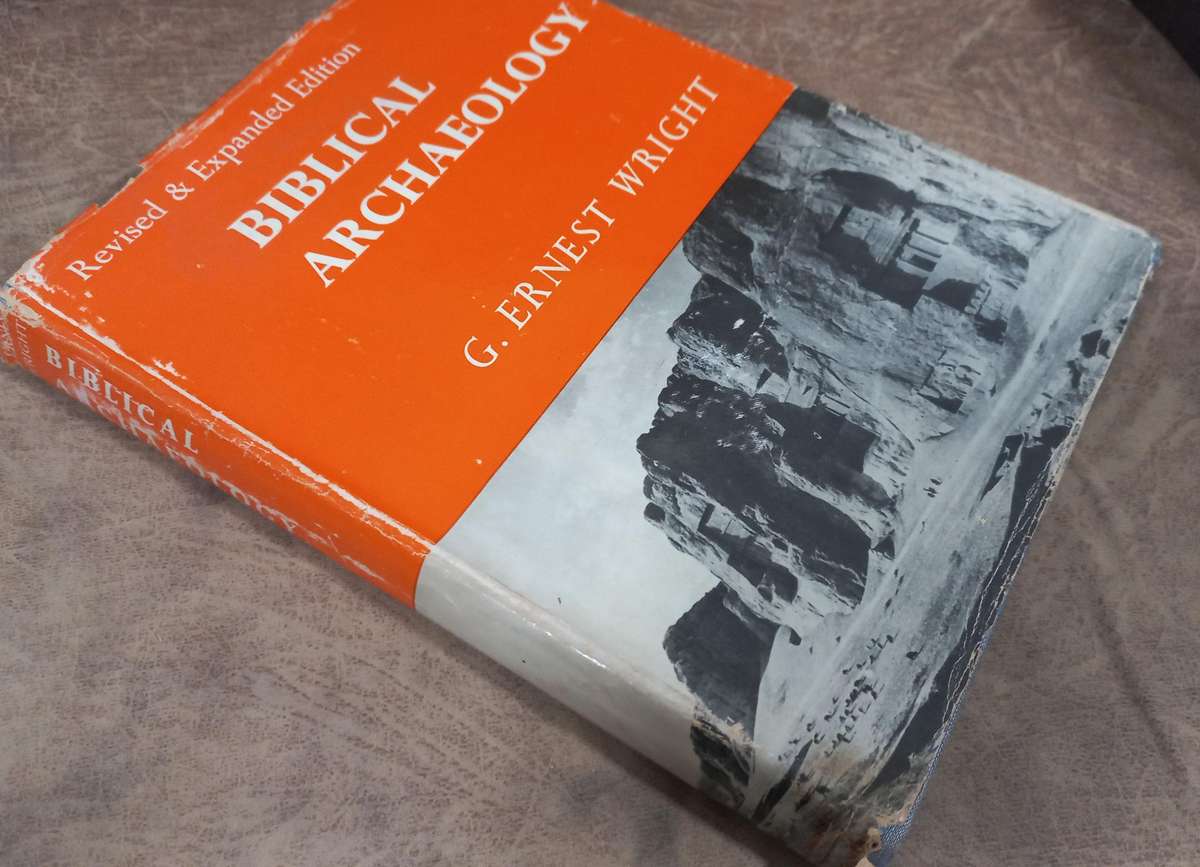 Revised & Expanded Edition
BIBLICAL
ARCHAEOLOGY
G. ERNEST WRIGHT
BIBLICAL